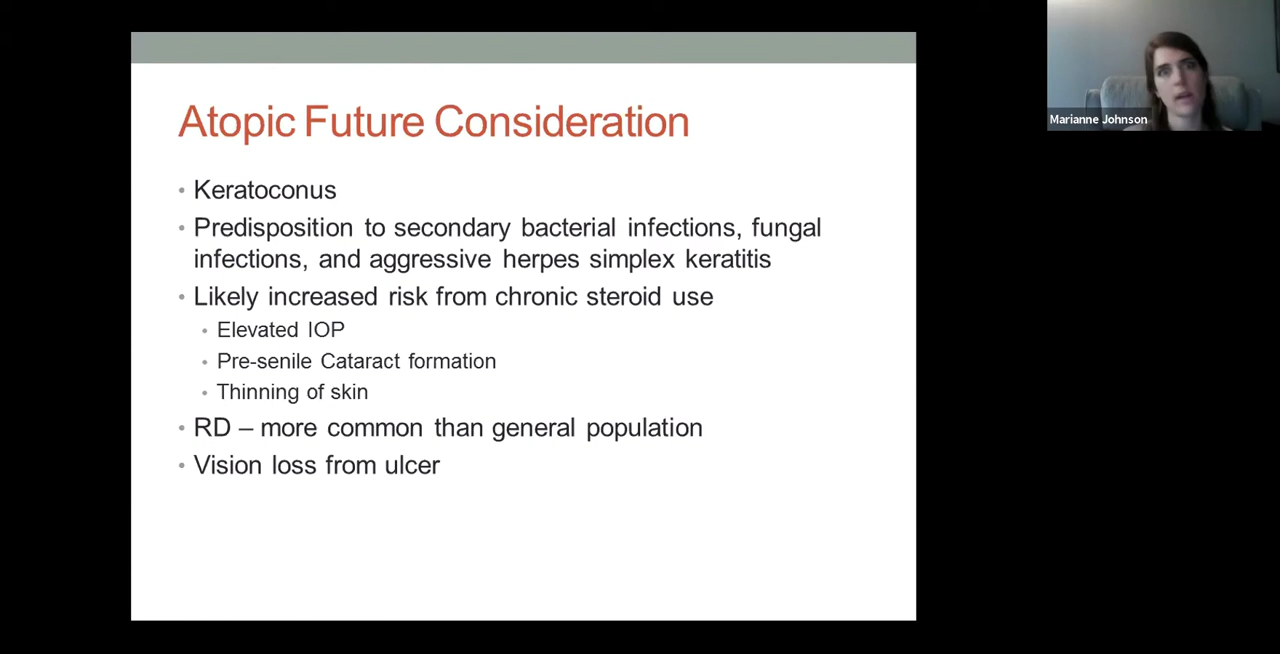 Atopic Future Consideration
• Keratoconus
• Predisposition to secondary bacterial infections, fungal
infections, and aggressive herpes simplex keratitis
• Likely increased risk from chronic steroid use
• Elevated IOP
• Pre-senile Cataract formation
• Thinning of skin
• RD – more common than general population
• Vision loss from ulcer
Marianne Johnson